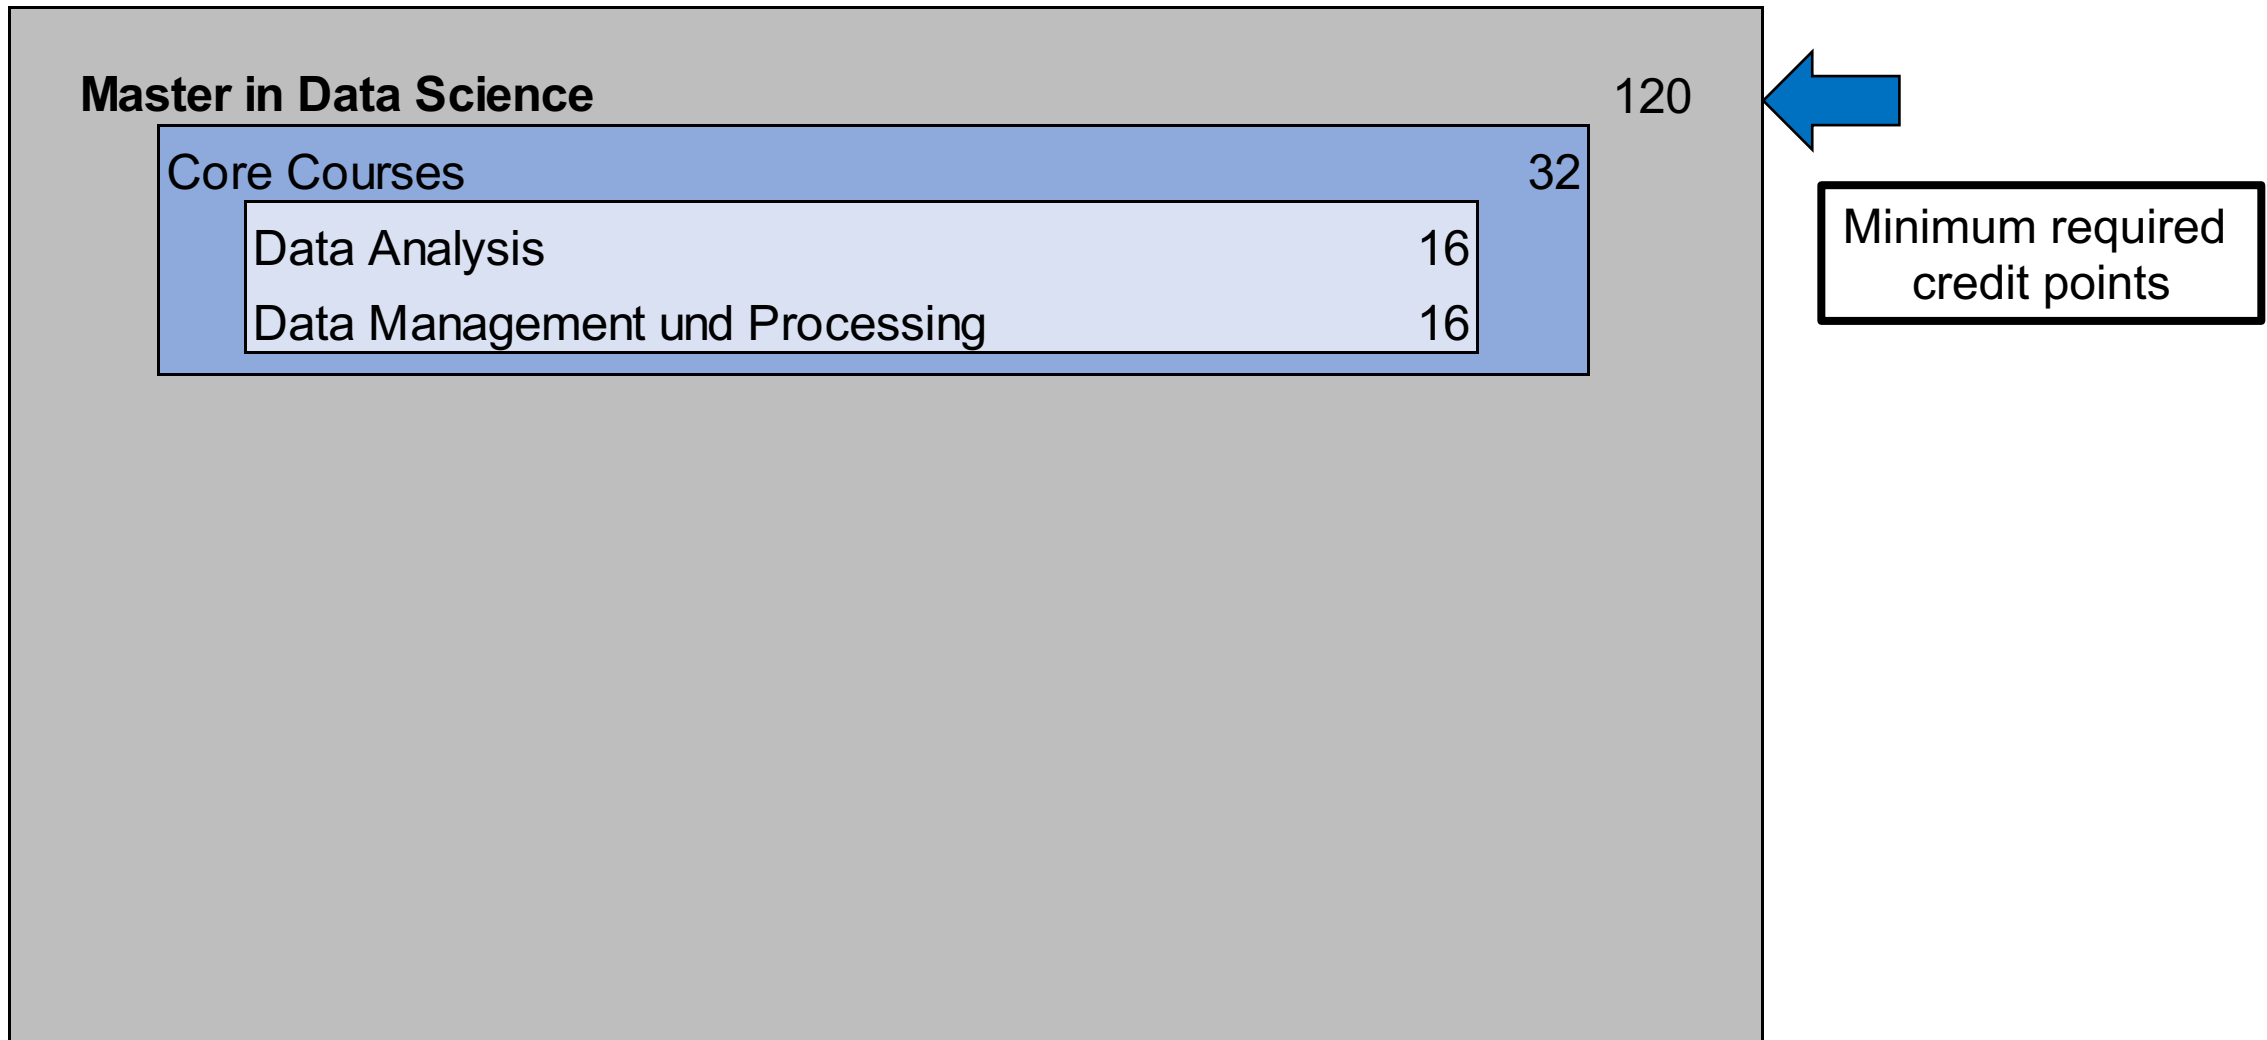 Master in Data Science 120
Core Courses 32
Data Analysis 16
Data Management und Processing 16
Minimum required
credit points